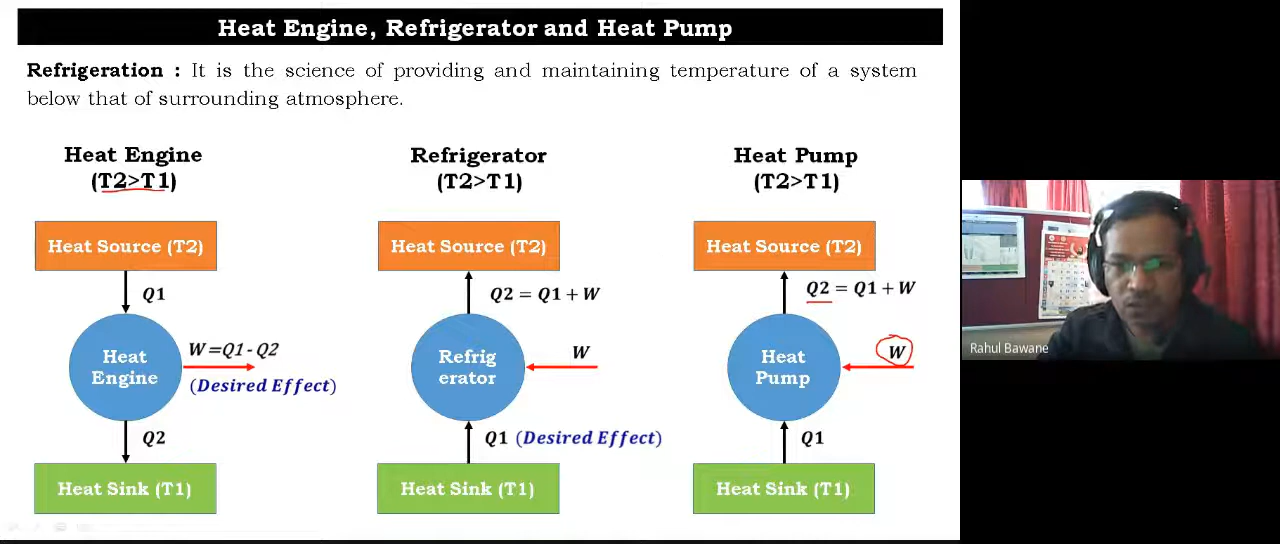 Heat Engine, Refrigerator and Heat Pump
Refrigeration : It is the science of providing and maintaining temperature of a system
below that of surrounding atmosphere.
Heat Engine
(T2>T1)
Heat Source (T2)
Q1
Heat
Engine
W=Q1-Q2
(Desired Effect)
Q2
Heat Sink (T1)
Refrigerator
(T2>T1)
Heat Source (T2)
Q2 = Q1 + W
Refrig
erator
W
Q1 (Desired Effect)
Heat Sink (T1)
Heat Pump
(T2>T1)
Heat Source (T2)
Q2 = Q1 + W
Heat
Pump
W
Q1
Heat Sink (T1)
Rahul Bawane